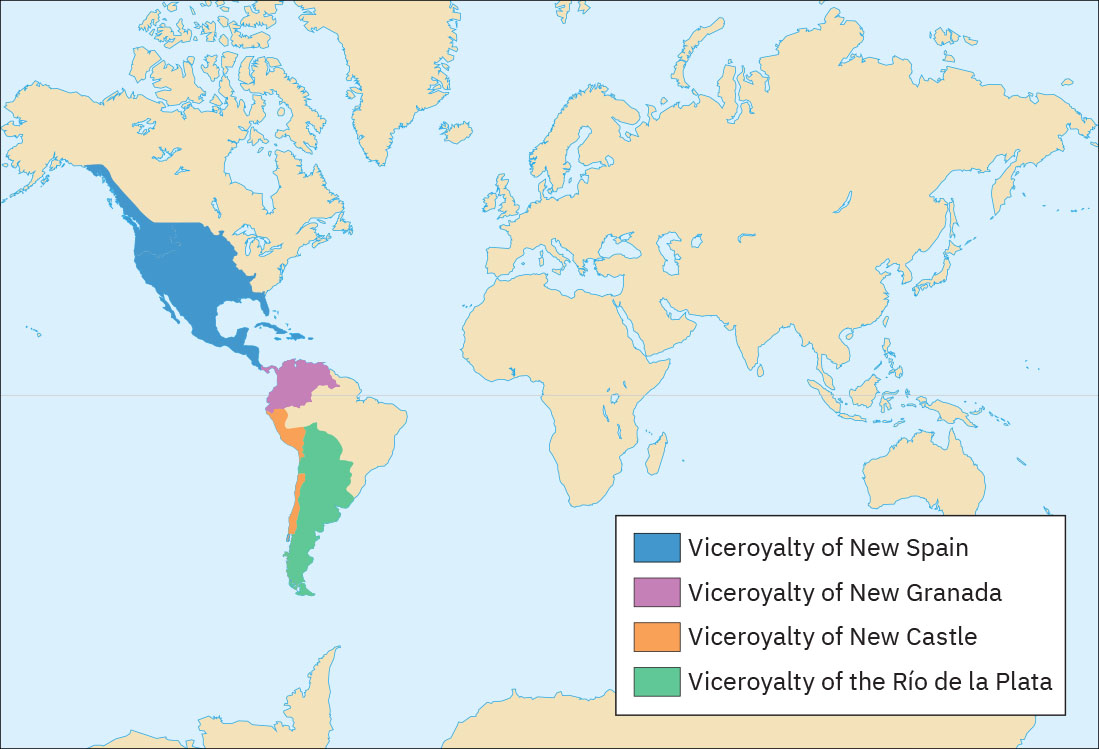 Viceroyalty of New Spain
Viceroyalty of New Granada
Viceroyalty of New Castle
Viceroyalty of the Río de la Plata